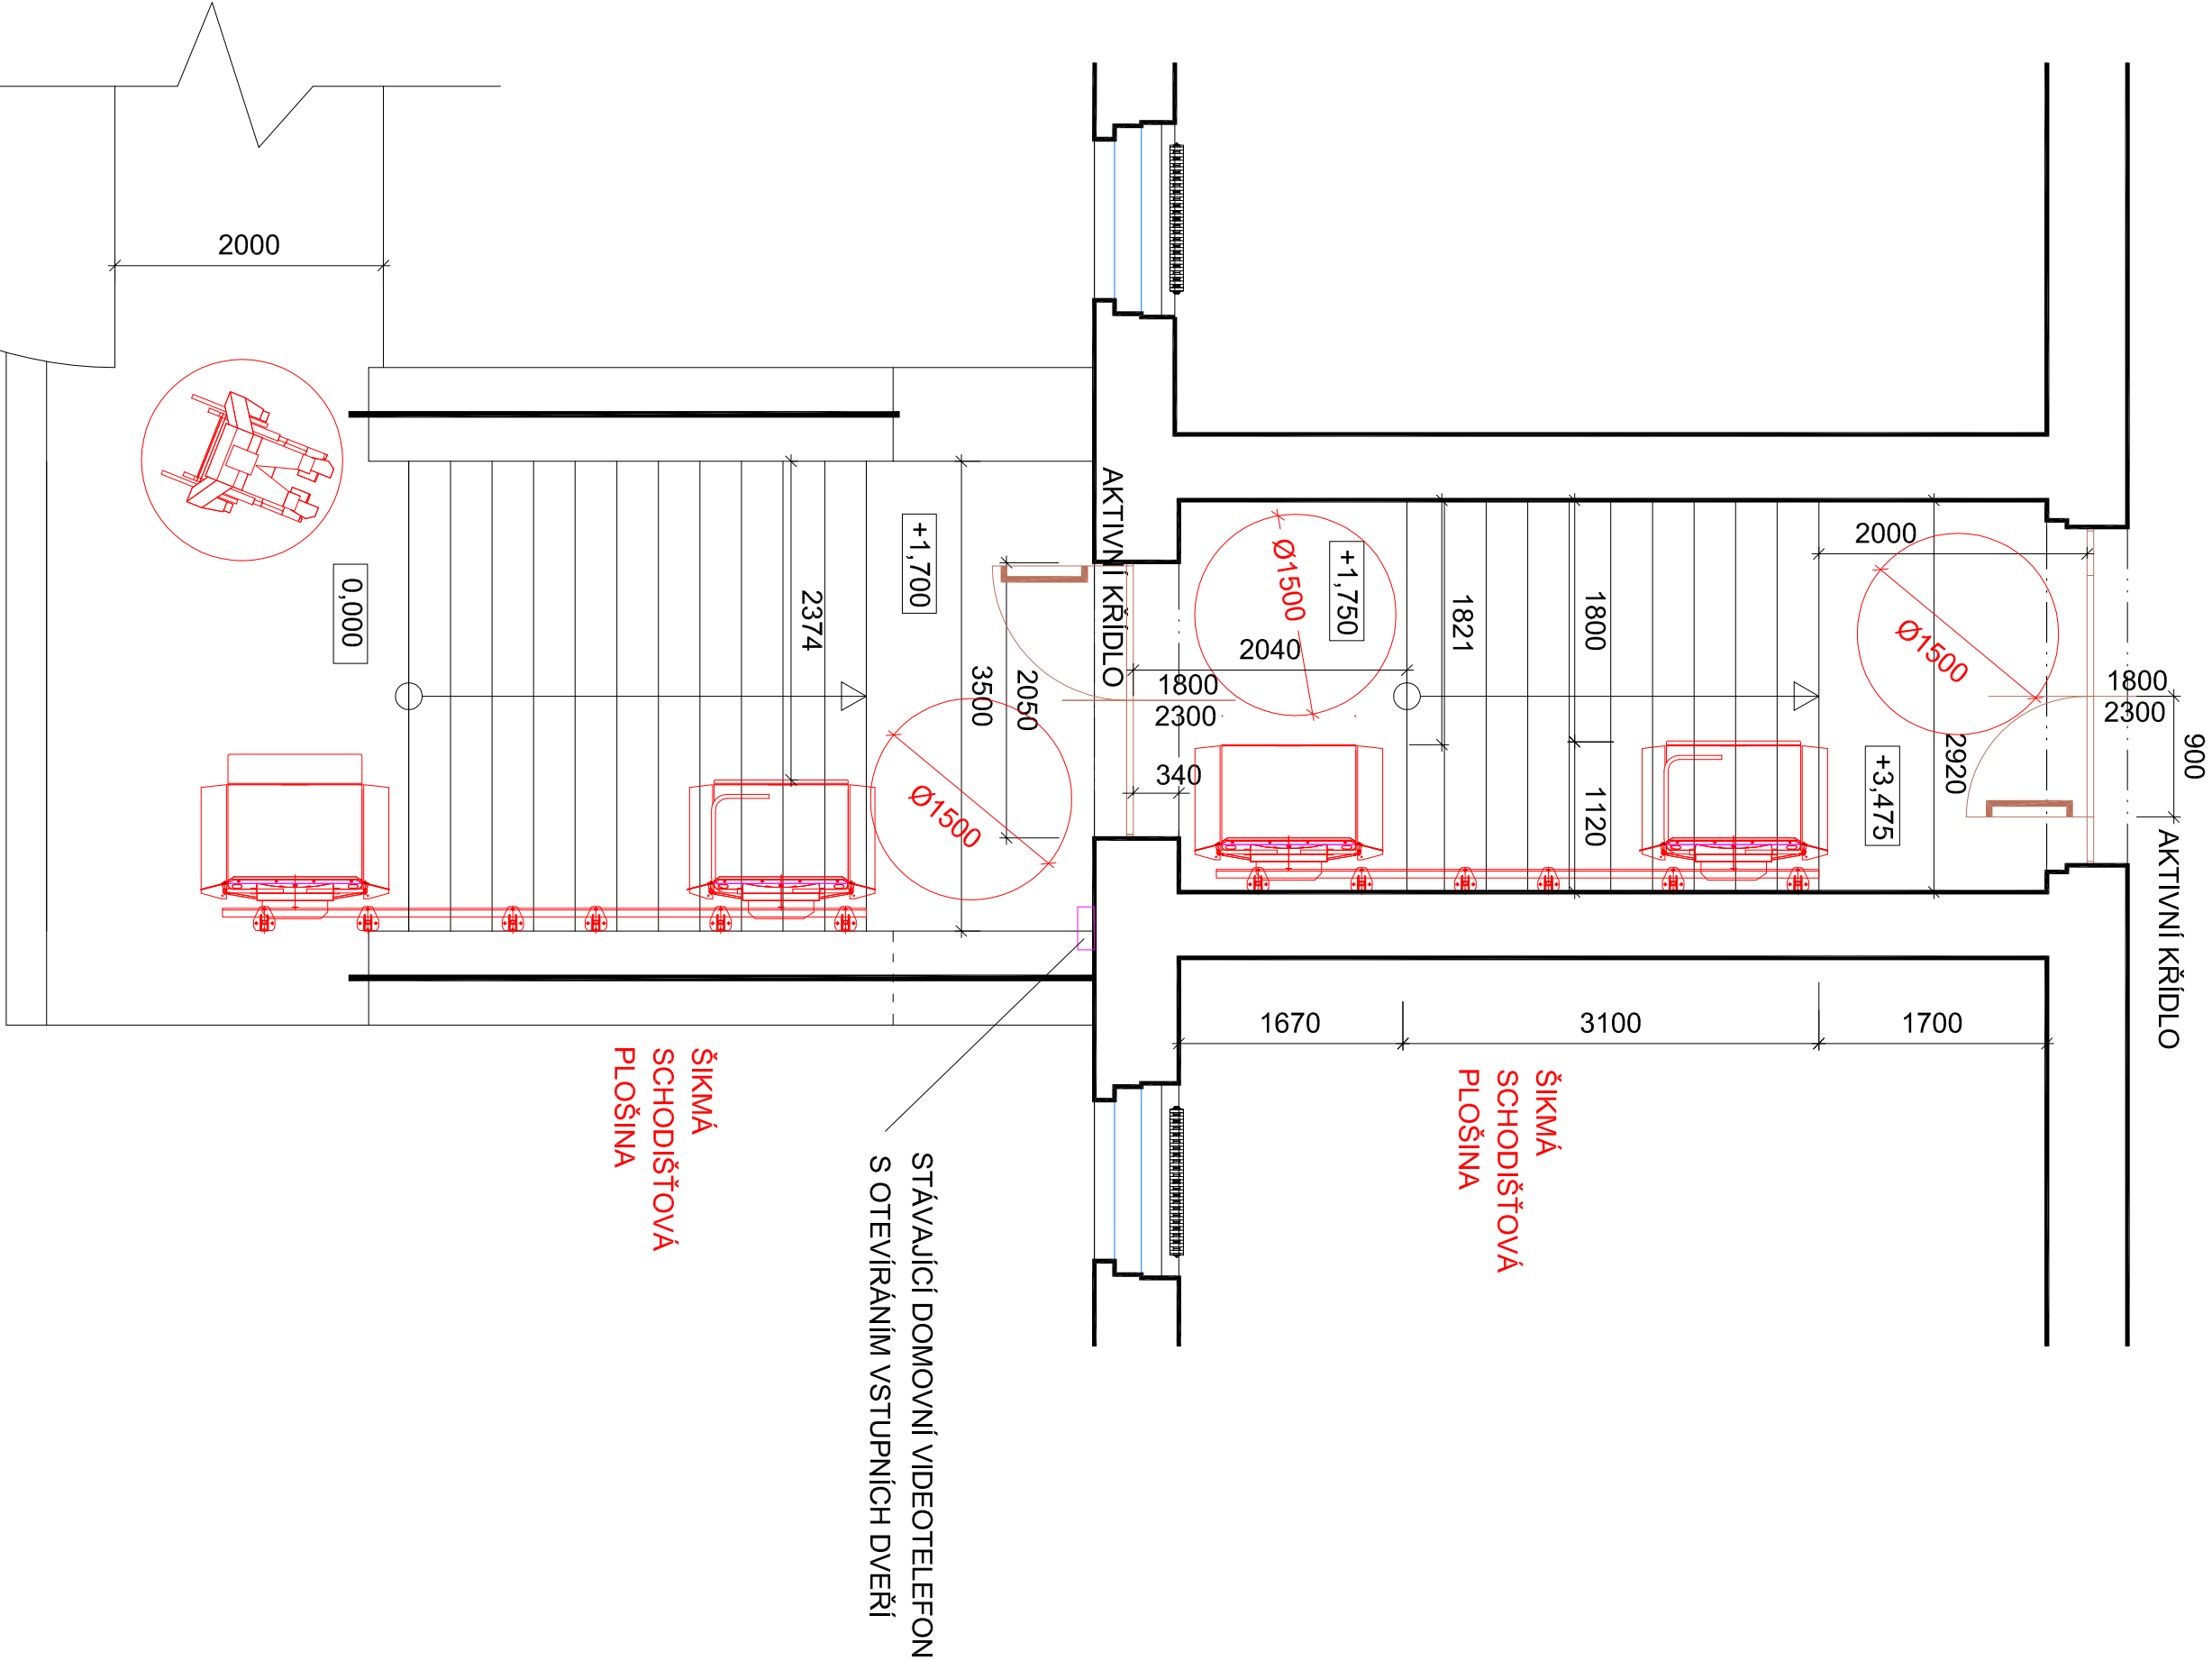 2000
0,000
2374
+1,700
3500
2050
AKTIVNÍ KŘÍDLO
Ø1500
1800
2300
340
2040
Ø1500
+1,750
1821
1800
1120
2000
Ø1500
2920
+3,475
1800
2300
900
AKTIVNÍ KŘÍDLO
1670
3100
1700
ŠIKMÁ
SCHODIŠŤOVÁ
PLOŠINA
ŠIKMÁ
SCHODIŠŤOVÁ
PLOŠINA
STÁVAJÍCÍ DOMOVNÍ VIDEOTELEFON
S OTEVÍRÁNÍM VSTUPNÍCH DVEŘÍ